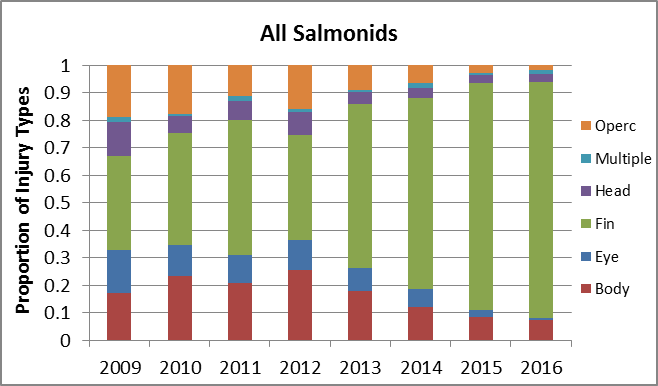 All Salmonids
Proportion of Injury Types
1
0.9
0.8
0.7
0.6
0.5
0.4
0.3
0.2
0.1
0
2009 2010 2011 2012 2013 2014 2015 2016
Operc
Multiple
Head
Fin
Eye
Body